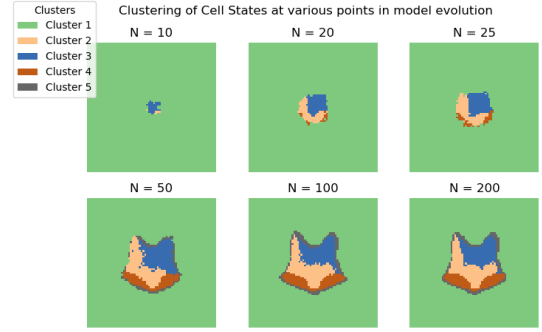 Clustering of Cell States at various points in model evolution
Clusters
Cluster 1
Cluster 2
Cluster 3
Cluster 4
Cluster 5
N = 10
N = 20
N = 25
N = 50
N = 100
N = 200